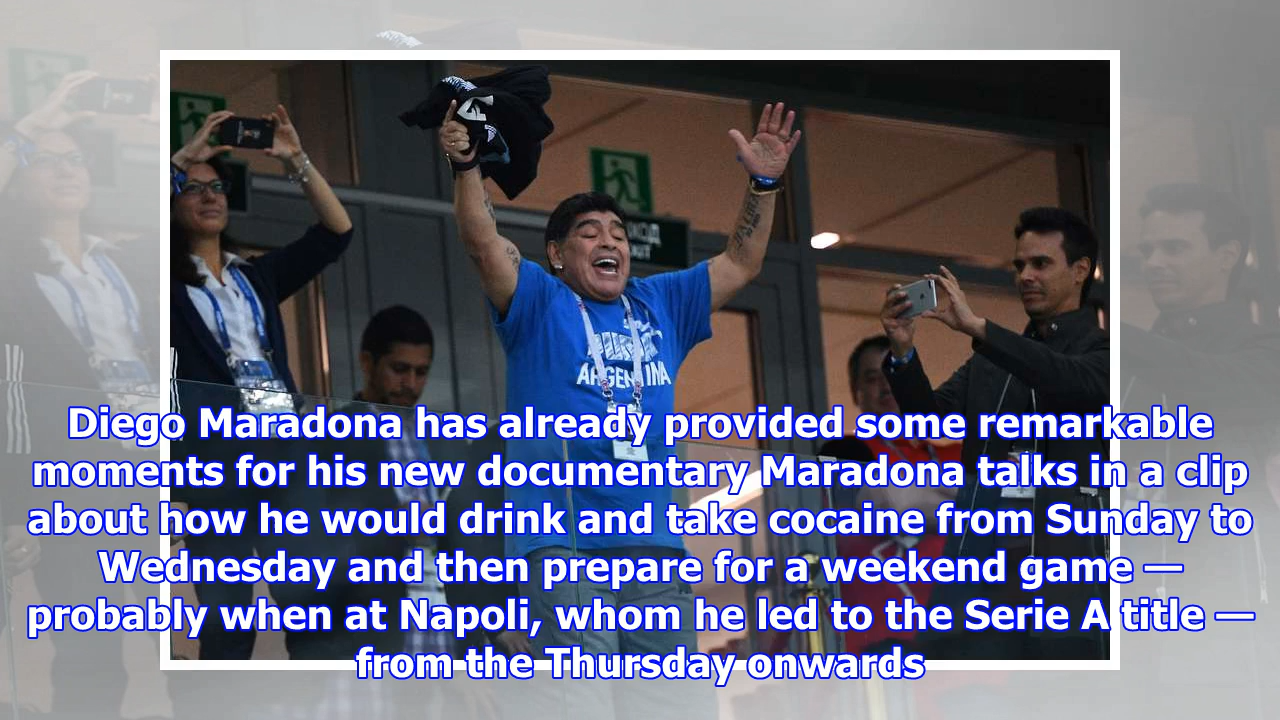 ARGENTINA
Diego Maradona has already provided some remarkable
moments for his new documentary Maradona talks in a clip
about how he would drink and take cocaine from Sunday to
Wednesday and then prepare for a weekend game —
probably when at Napoli, whom he led to the Serie A title —
from the Thursday onwards